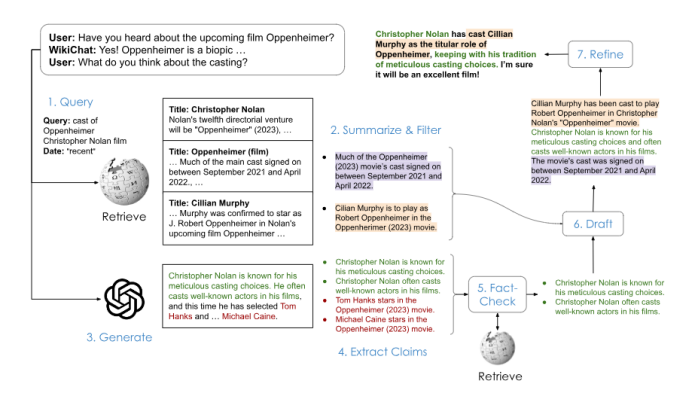 User: Have you heard about the upcoming film Oppenheimer?
WikiChat: Yes! Oppenheimer is a biopic …
User: What do you think about the casting?
1. Query
Query: cast of
Oppenheimer
Christopher Nolan film
Date: "recent"
Retrieve
Title: Christopher Nolan
Nolan's twelfth directorial venture
will be "Oppenheimer" (2023), …
Title: Oppenheimer (film)
… Much of the main cast signed on
between September 2021 and April
2022., …
Title: Cillian Murphy
… Murphy was confirmed to star as
J. Robert Oppenheimer in Nolan's
upcoming film Oppenheimer …
2. Summarize & Filter
• Much of the Oppenheimer
(2023) movie's cast signed on
between September 2021 and
April 2022.
• Cilian Murphy is to play as
Robert Oppenheimer in the
Opperheimer (2023) movie.
3. Generate
Christopher Nolan is known for his
meticulous casting choices. He often
casts well-known actors in his films,
and this time he has selected Tom
Hanks and … Michael Caine.
• Christopher Nolan is known for
his meticulous casting choices.
• Christopher Nolan often casts
well-known actors in his films.
• Tom Hanks stars in the
Oppenheimer (2023) movie.
• Michael Caine stars in the
Oppenheimer (2023) movie.
4. Extract Claims
5. Fact-
Check
Retrieve
• Christopher Nolan is known for
his meticulous casting choices.
• Christopher Nolan often casts
well-known actors in his films.
6. Draft
Cillian Murphy has been cast to play
Robert Oppenheimer in Christopher
Nolan's "Oppenheimer" movie.
Christopher Nolan is known for his
meticulous casting choices and often
casts well-known actors in his films.
The movie's cast was signed on
between September 2021 and April
2022.
7. Refine
Christopher Nolan has cast Cillian
Murphy as the titular role of
Oppenheimer, keeping with his tradition
of meticulous casting choices. I'm sure
it will be an excellent film!